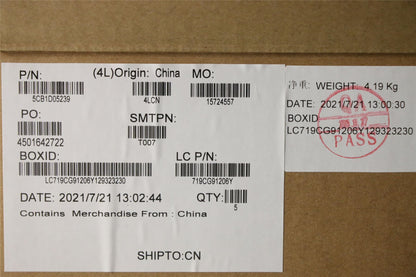 P/N: (4L)Origin: China MO:
5CB1D05239 4LCN 15724557
PO: SMTPN:
4501642722 T007
BOXID: LC P/N:
LC719CG91206Y129323230 719CG91206Y
DATE: 2021/7/21 13:02:44 QTY:
5
Contains Merchandise From : China
SHIPTO:CN
净重: WEIGHT: 4.19 Kg
DATE: 2021/7/21 13:00:30
BOXID
LC719CG91206Y129323230
QA
PASS